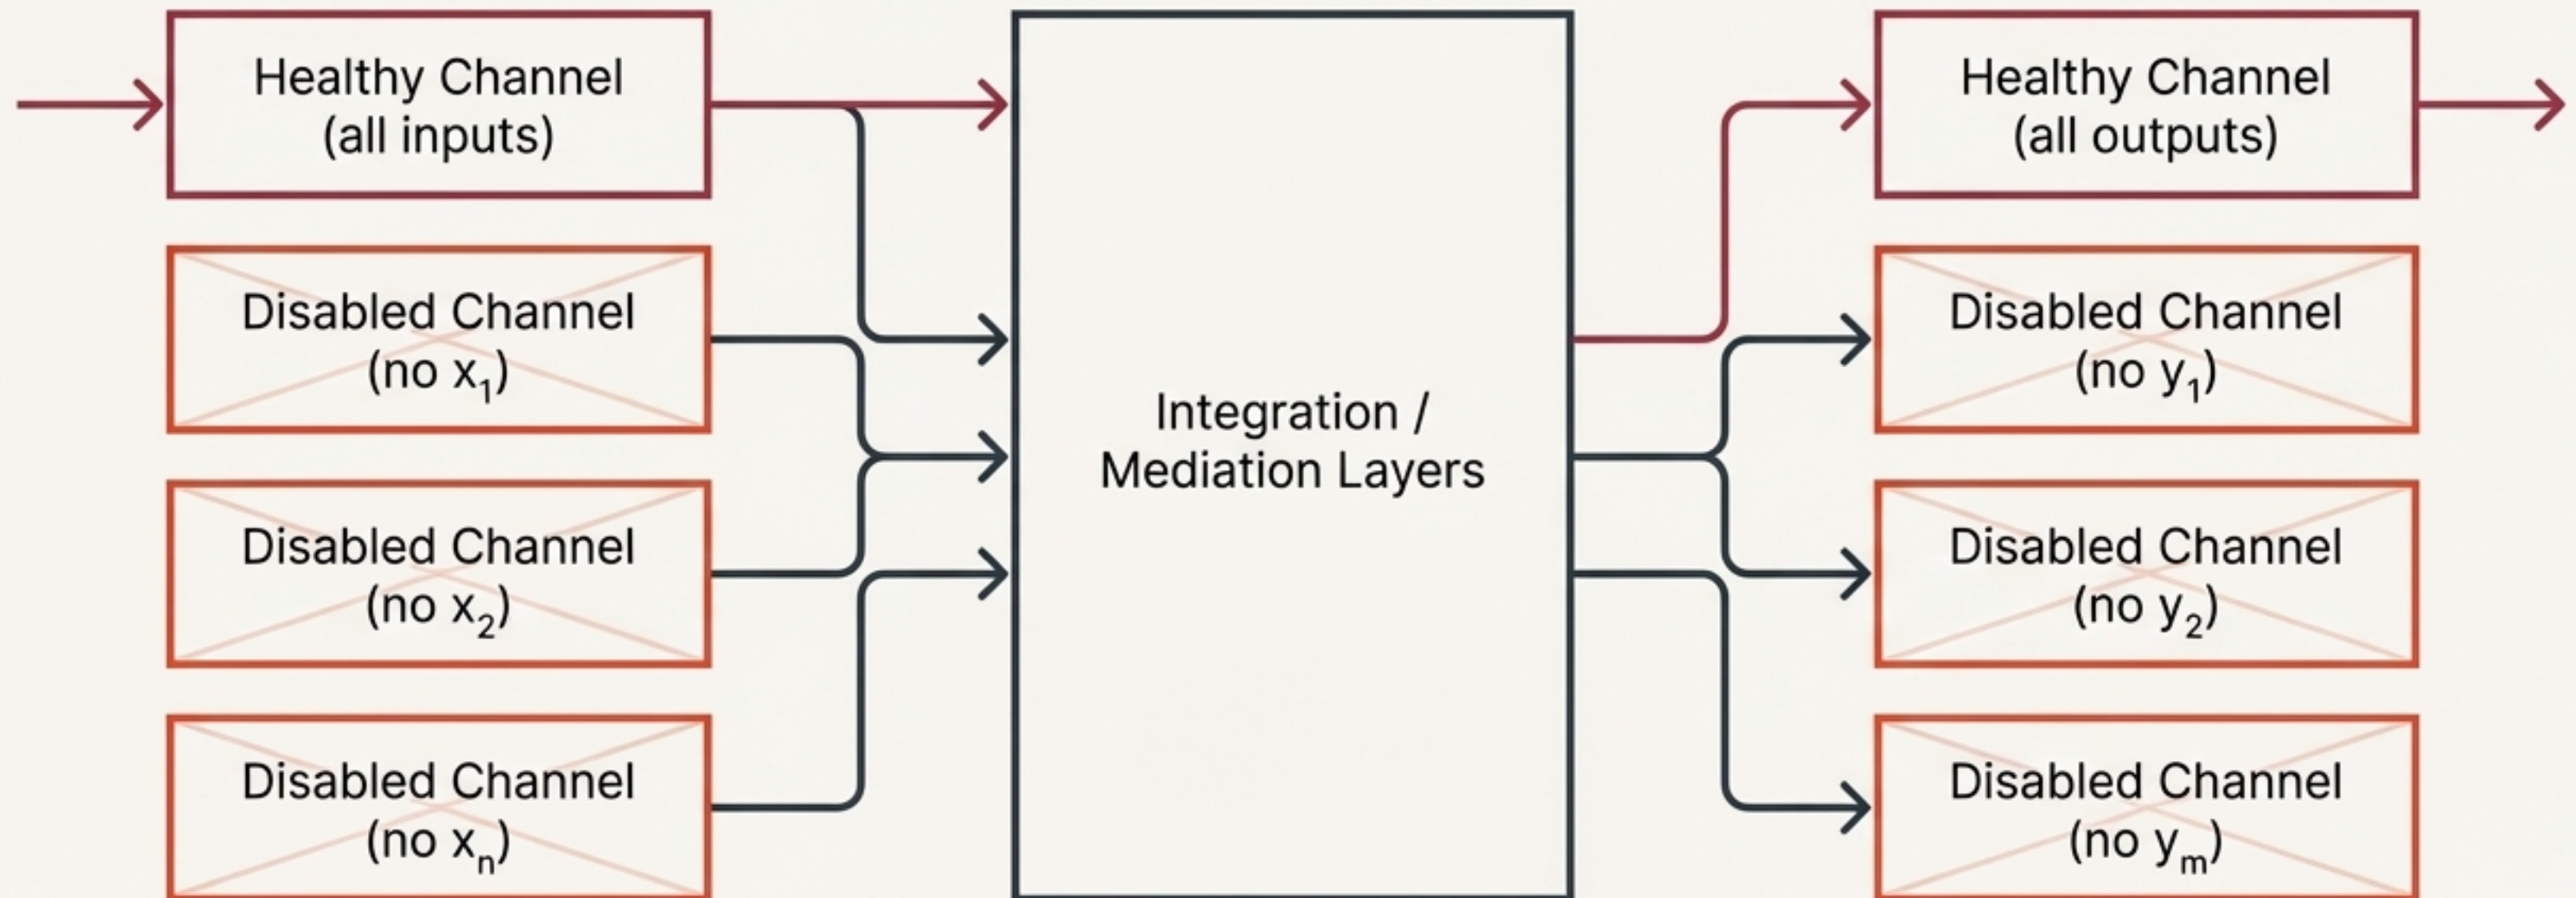 Healthy Channel
(all inputs)
Disabled Channel
(no x₁)
Disabled Channel
(no x₂)
Disabled Channel
(no xₙ)
Integration /
Mediation Layers
Healthy Channel
(all outputs)
Disabled Channel
(no y₁)
Disabled Channel
(no y₂)
Disabled Channel
(no yₘ)